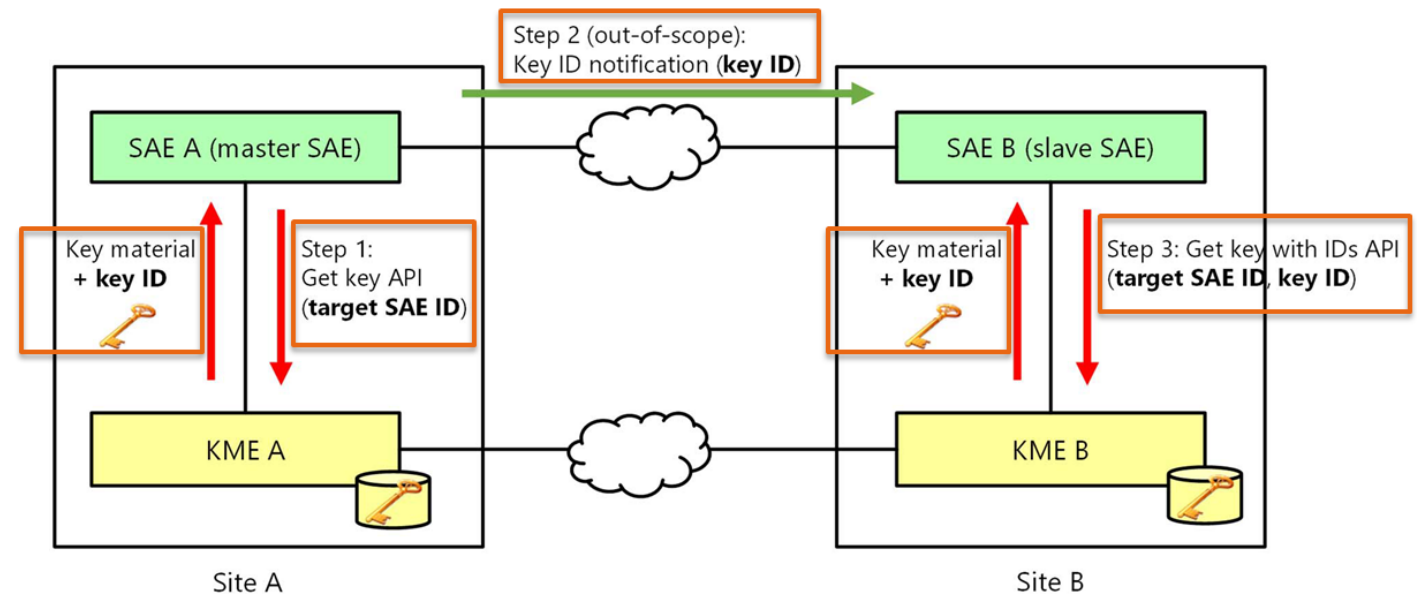 Step 2 (out-of-scope):
Key ID notification (key ID)
SAE A (master SAE)
SAE B (slave SAE)
Key material
+ key ID
Step 1:
Get key API
(target SAE ID)
Key material
+ key ID
Step 3: Get key with IDs API
(target SAE ID, key ID)
KME A
KME B
Site A
Site B